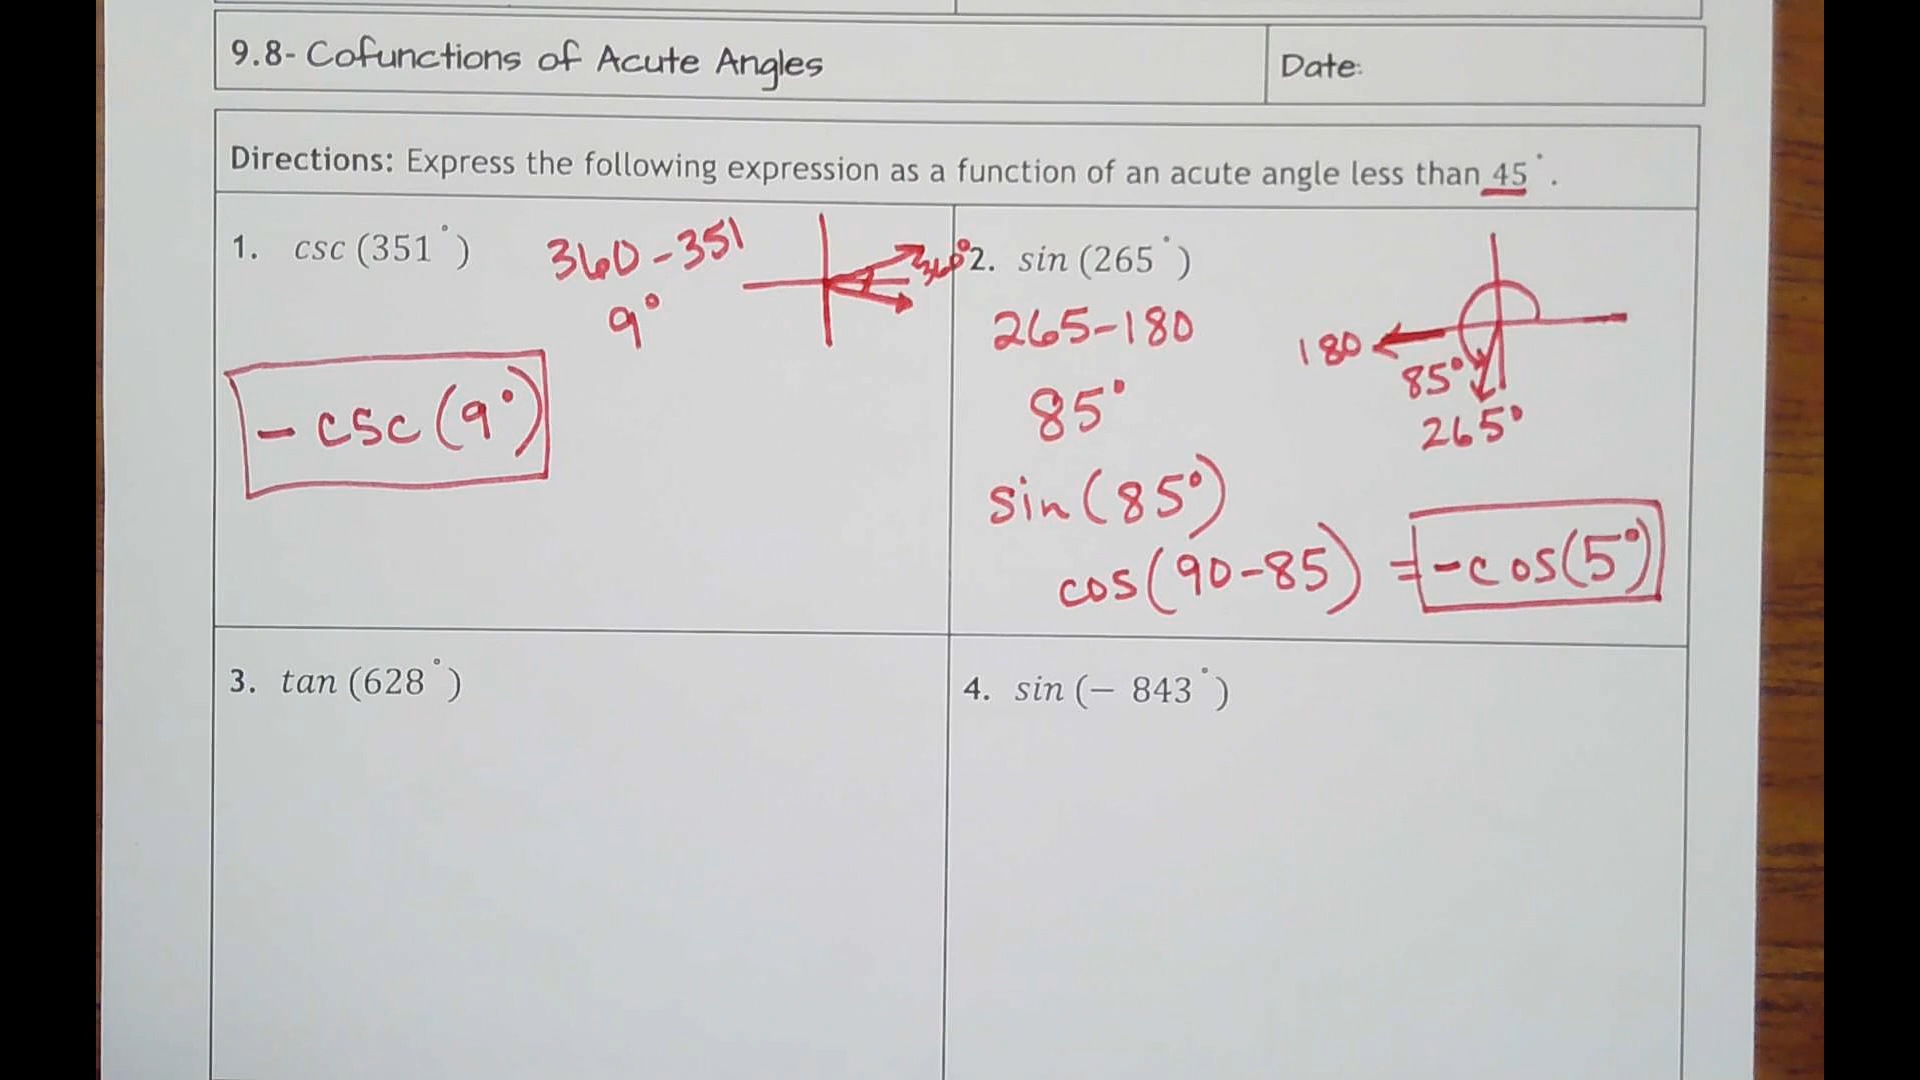 9.8- Cofunctions of Acute Angles
Date:
Directions: Express the following expression as a function of an acute angle less than 45°.
1. csc (351°)
360-351
9°
360°
- csc (9°)
2. sin (265°)
265-180
85°
180
85°
265°
sin (85°)
cos (90-85) = -cos(5°)
3. tan (628°)
4. sin (− 843°)